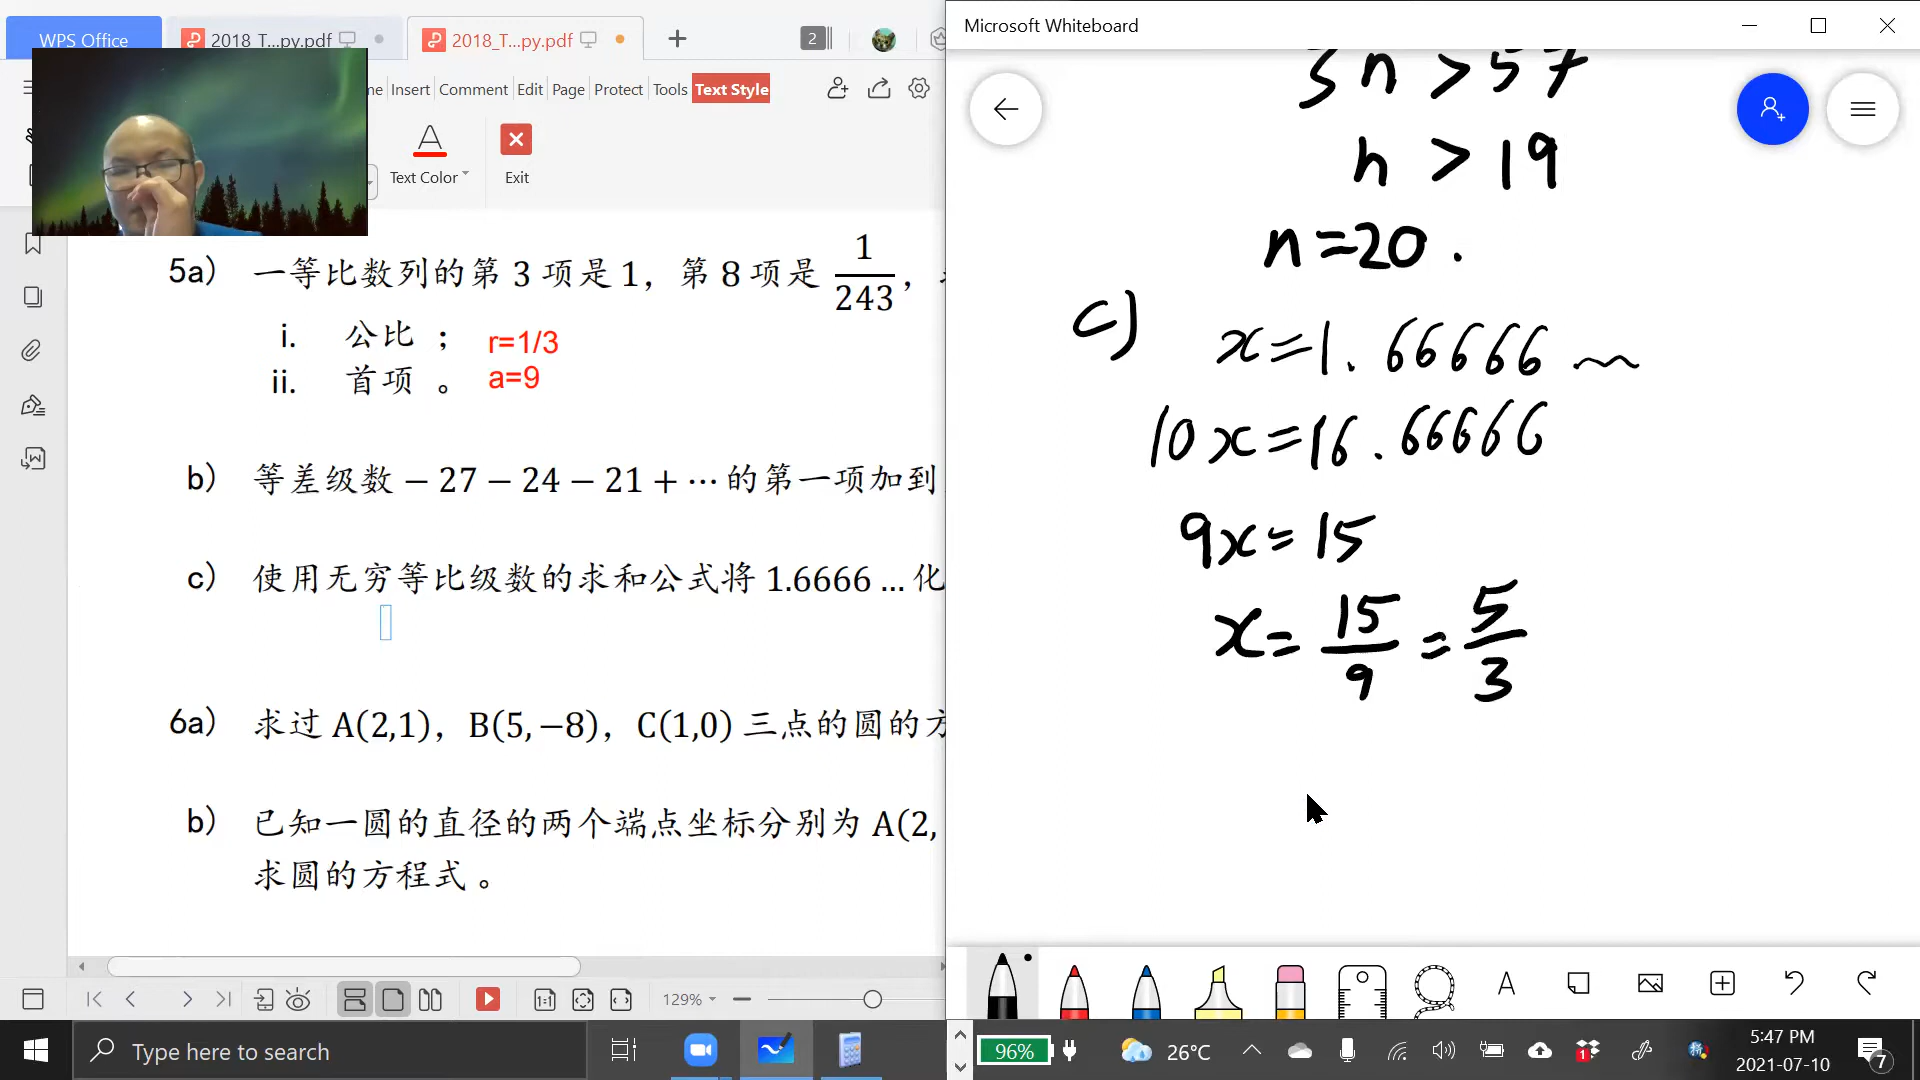 WPS Office
2018_T...py.pdf
2018_T...py.pdf
2
Insert Comment Edit Page Protect Tools Text Style
Text Color
Exit
5a) 一等比数列的第 3 项是 1，第 8 项是 1/243，
i. 公比 ； r=1/3
ii. 首项 。 a=9
b) 等差级数 − 27 − 24 − 21 + ⋯ 的第一项加到
c) 使用无穷等比级数的求和公式将 1.6666 … 化
6a) 求过 A(2,1)，B(5,−8)，C(1,0) 三点的圆的方
b) 已知一圆的直径的两个端点坐标分别为 A(2,
求圆的方程式 。
129%
Microsoft Whiteboard
3n > 57
n > 19
n = 20 .
c) x = 1.66666 ~
10x = 16.66666
9x = 15
x = 15/9 = 5/3
Type here to search
96%
26°C
1
5:47 PM
2021-07-10
7